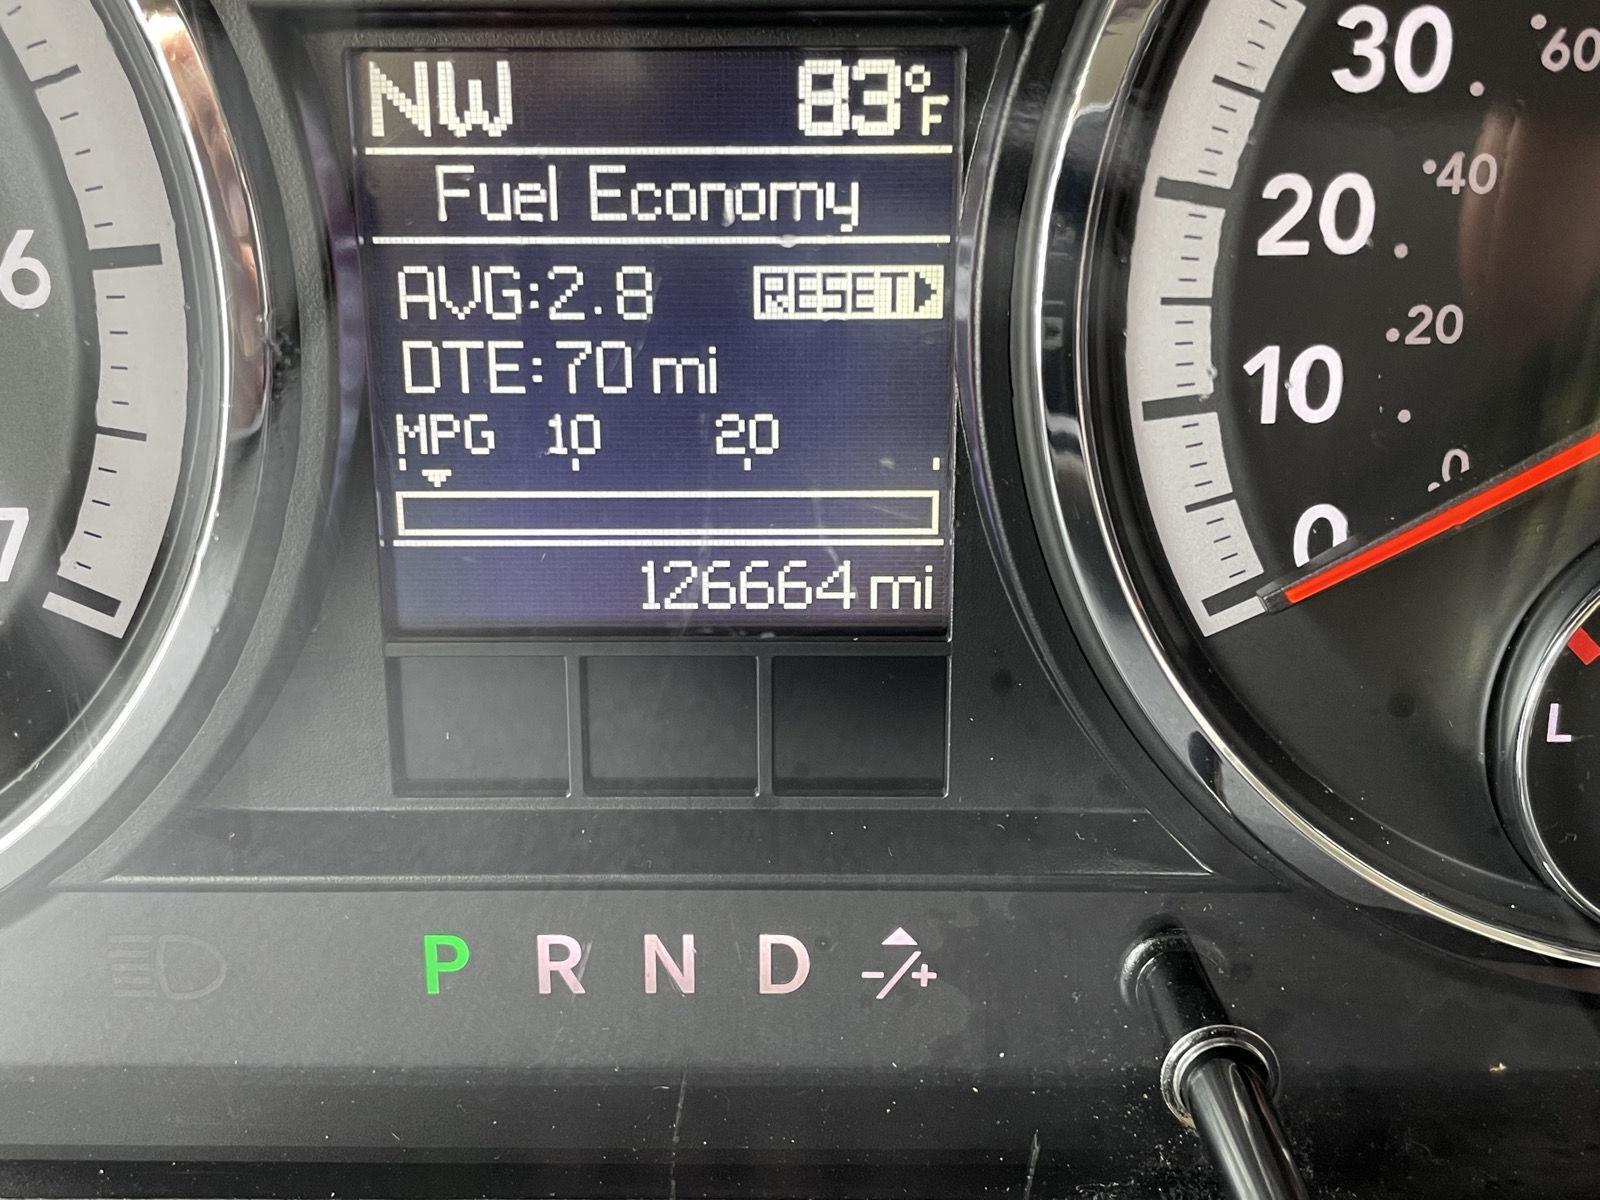 NW 83°F
Fuel Economy
AVG:2.8 RESET
DTE:70 mi
MPG 10 20
126664 mi
P R N D -/+
6
7
30
20
10
0
60
40
20
0
L